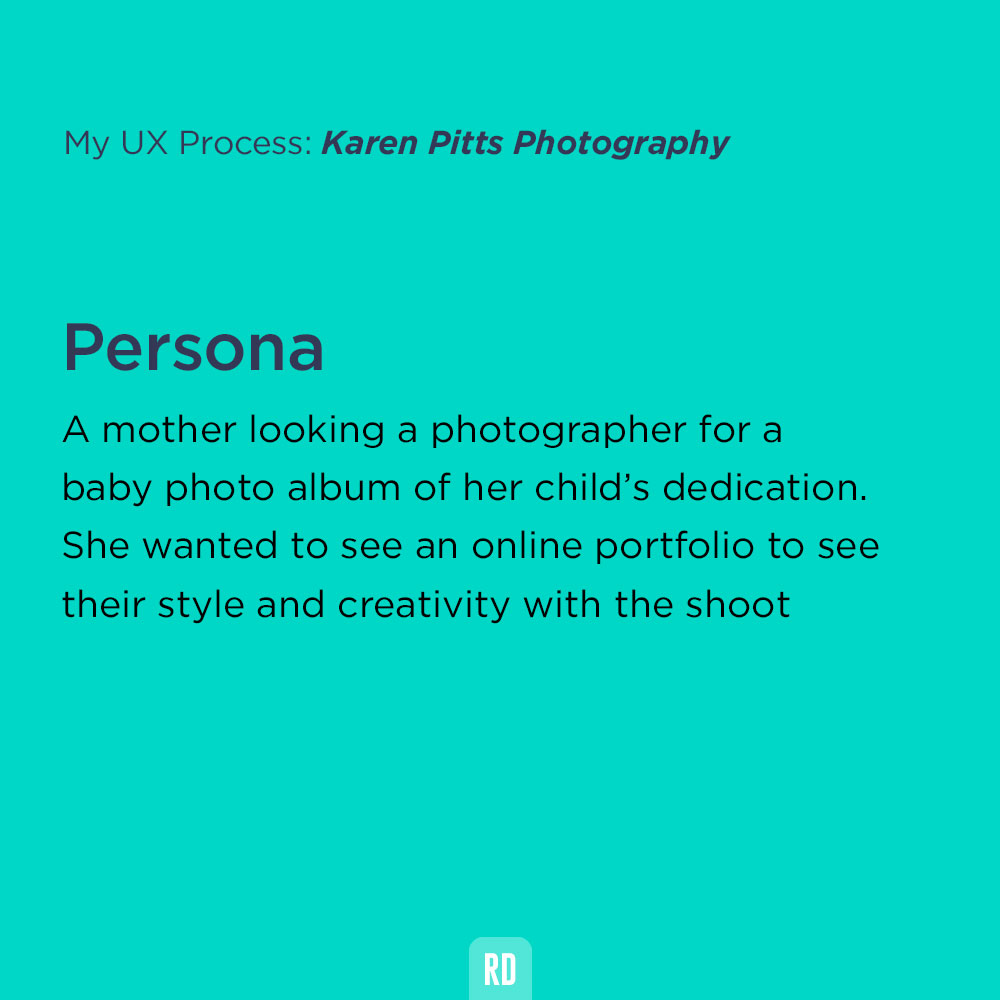 My UX Process: Karen Pitts Photography
Persona
A mother looking a photographer for a
baby photo album of her child’s dedication.
She wanted to see an online portfolio to see
their style and creativity with the shoot
RD